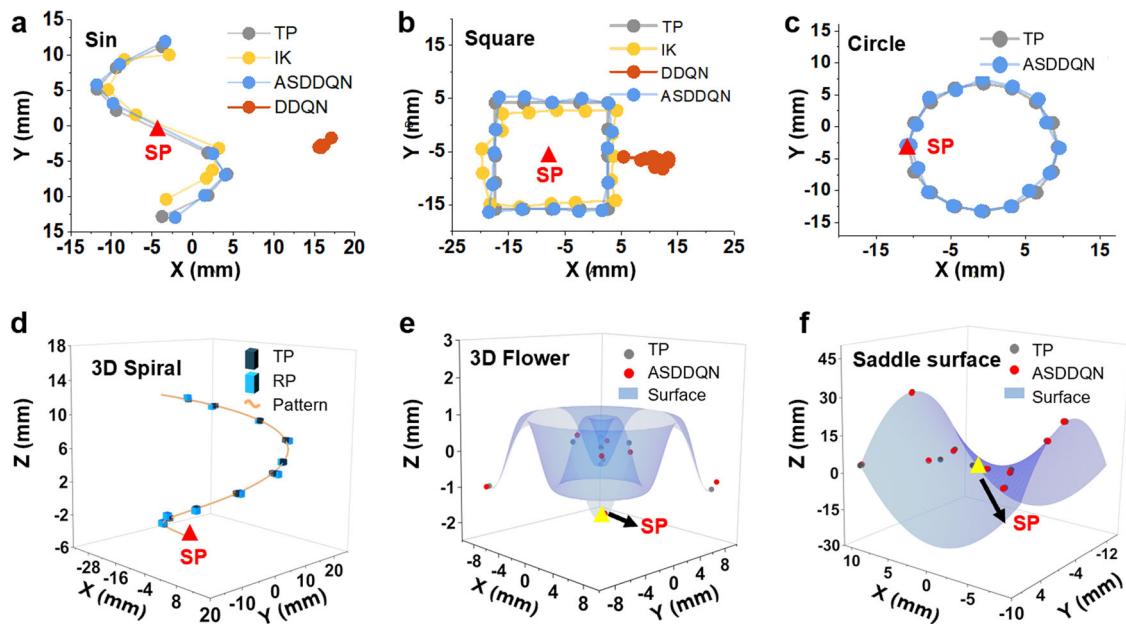 a
Sin
TP
IK
ASDDQN
DDQN
Y (mm)
15
10
5
0
-5
10
15
SP
-15 -10 -5 0 5 10 15 20
X (mm)
b
Square
TP
IK
DDQN
ASDDQN
Y (mm)
15
5
-5
-15
SP
-25 -15 -5 5 15 25
X (mm)
c
Circle
TP
ASDDQN
Y (mm)
15
10
5
0
-5
-10
-15
SP
-15 -10 -5 0 5 10 15
X (mm)
d
3D Spiral
TP
RP
Pattern
Z (mm)
18
14
10
6
2
-2
-6
SP
-28 -16 -4 8 20
X (mm)
-10 0 10 20
Y (mm)
e
3D Flower
TP
ASDDQN
Surface
Z (mm)
3
2
1
0
-1
-2
SP
-8 -4 0 4 8
X (mm)
-8 -4 0 4 8
Y (mm)
f
Saddle surface
TP
ASDDQN
Surface
Z (mm)
45
30
15
0
-15
-30
SP
10 5 0 -5 -10
X (mm)
4 -4 -12
Y (mm)